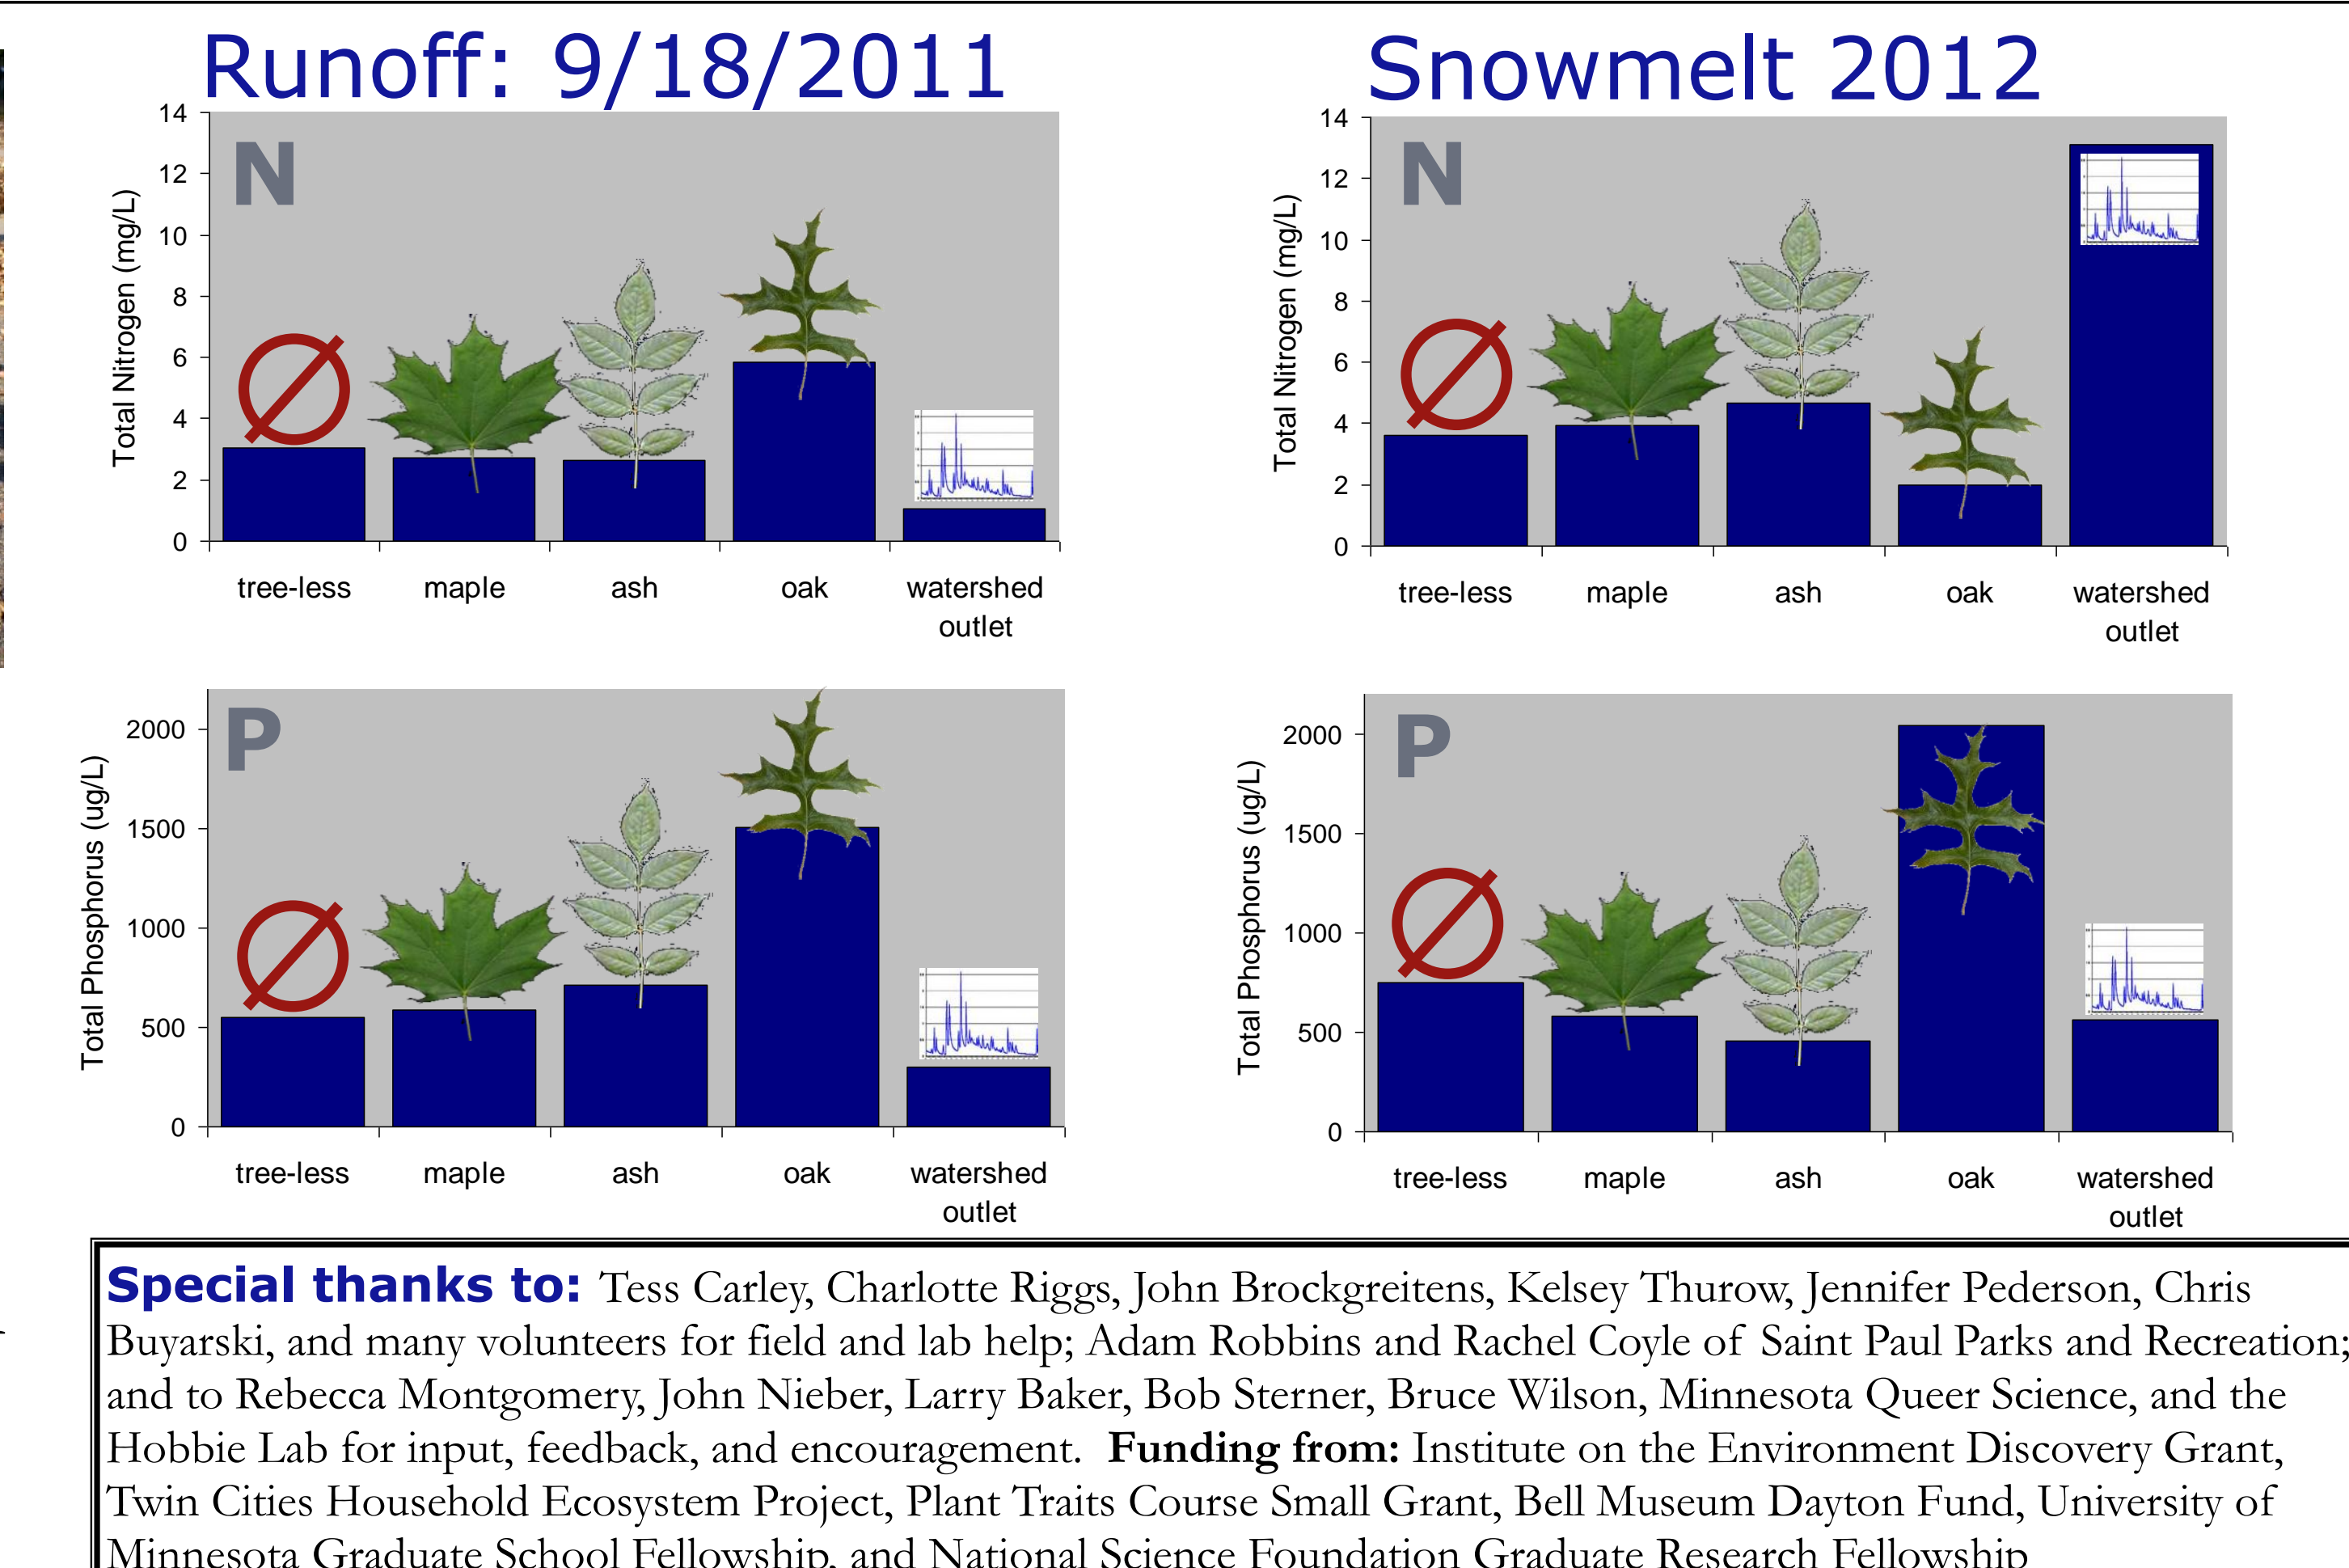 Runoff: 9/18/2011
N
Total Nitrogen (mg/L)
14
12
10
8
6
4
2
0
tree-less maple ash oak watershed
outlet
Snowmelt 2012
N
Total Nitrogen (mg/L)
14
12
10
8
6
4
2
0
tree-less maple ash oak watershed
outlet
P
Total Phosphorus (ug/L)
2000
1500
1000
500
0
tree-less maple ash oak watershed
outlet
P
Total Phosphorus (ug/L)
2000
1500
1000
500
0
tree-less maple ash oak watershed
outlet
Special thanks to: Tess Carley, Charlotte Riggs, John Brockgreitens, Kelsey Thurow, Jennifer Pederson, Chris
Buyarski, and many volunteers for field and lab help; Adam Robbins and Rachel Coyle of Saint Paul Parks and Recreation;
and to Rebecca Montgomery, John Nieber, Larry Baker, Bob Sterner, Bruce Wilson, Minnesota Queer Science, and the
Hobbie Lab for input, feedback, and encouragement. Funding from: Institute on the Environment Discovery Grant,
Twin Cities Household Ecosystem Project, Plant Traits Course Small Grant, Bell Museum Dayton Fund, University of
Minnesota Graduate School Fellowship, and National Science Foundation Graduate Research Fellowship